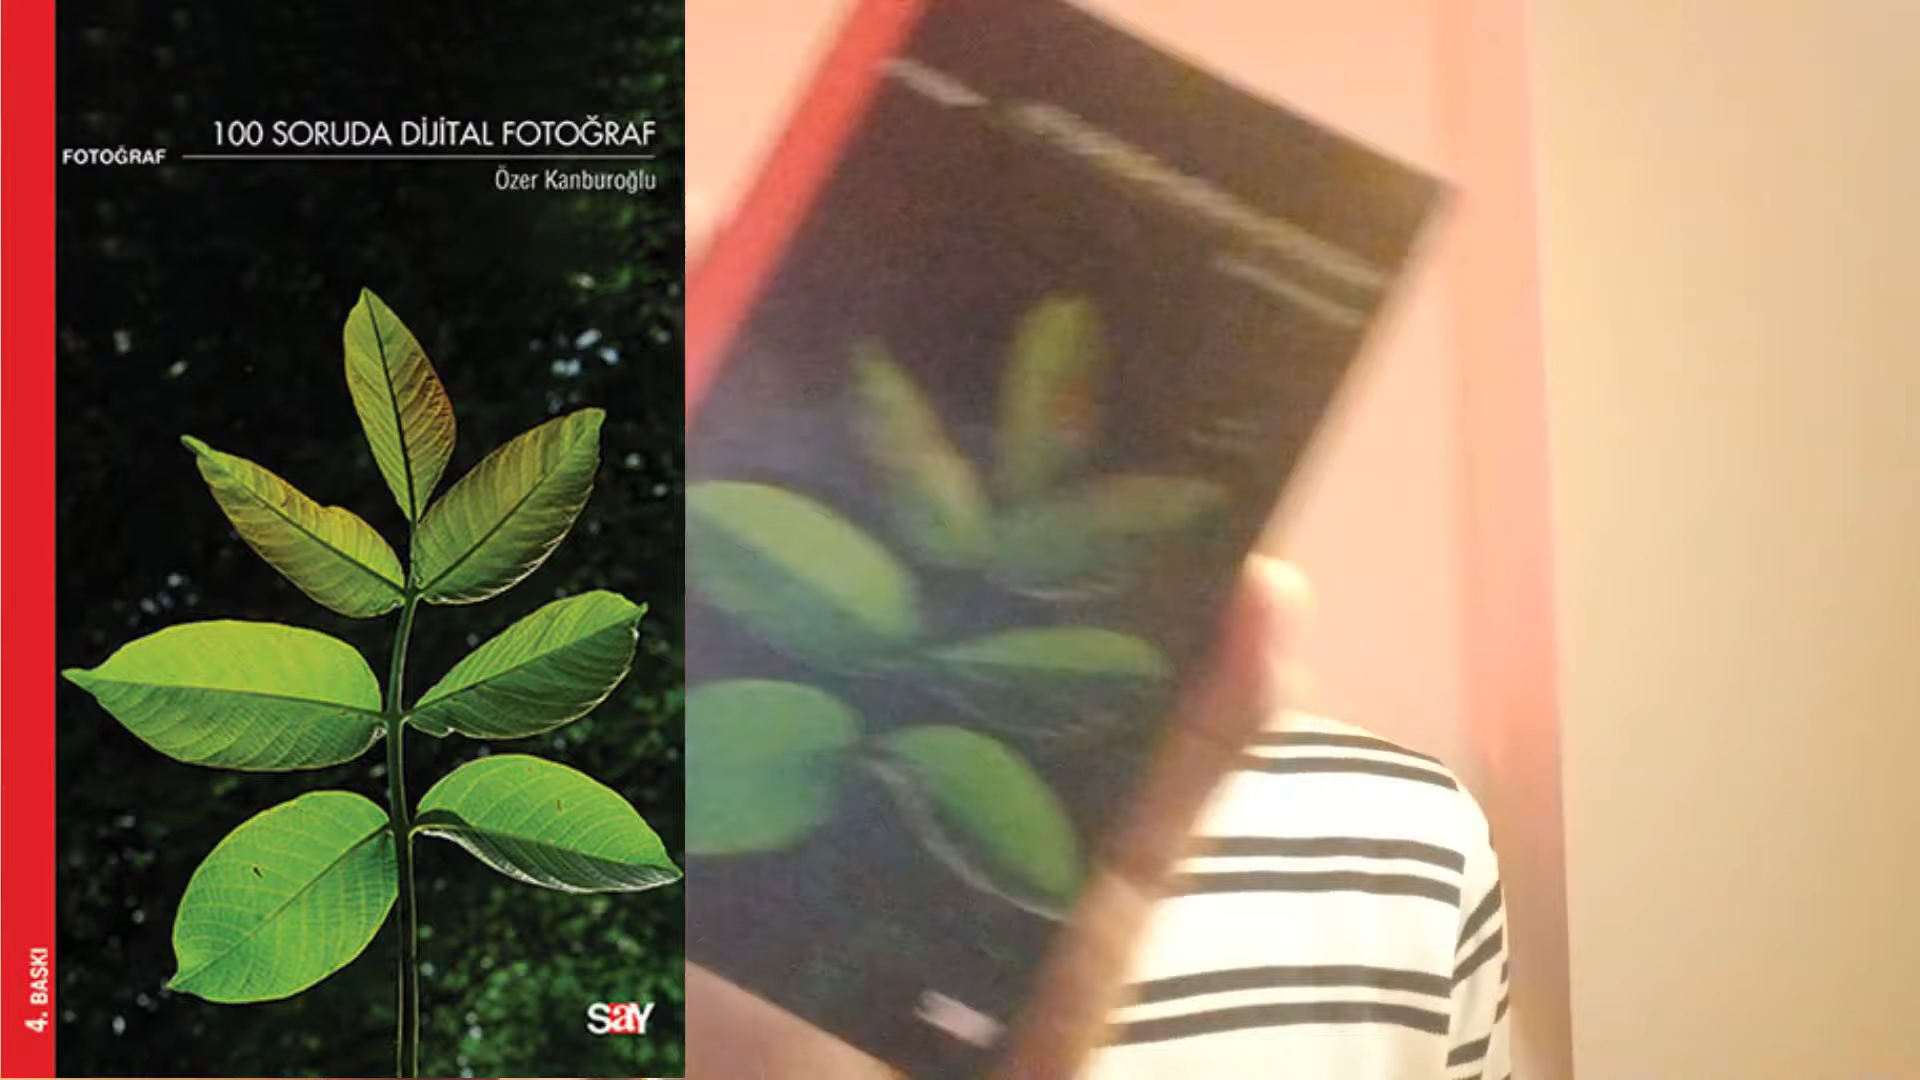 100 SORUDA DİJİTAL FOTOĞRAF
FOTOĞRAF
Özer Kanburoğlu
4. BASKI
SAY